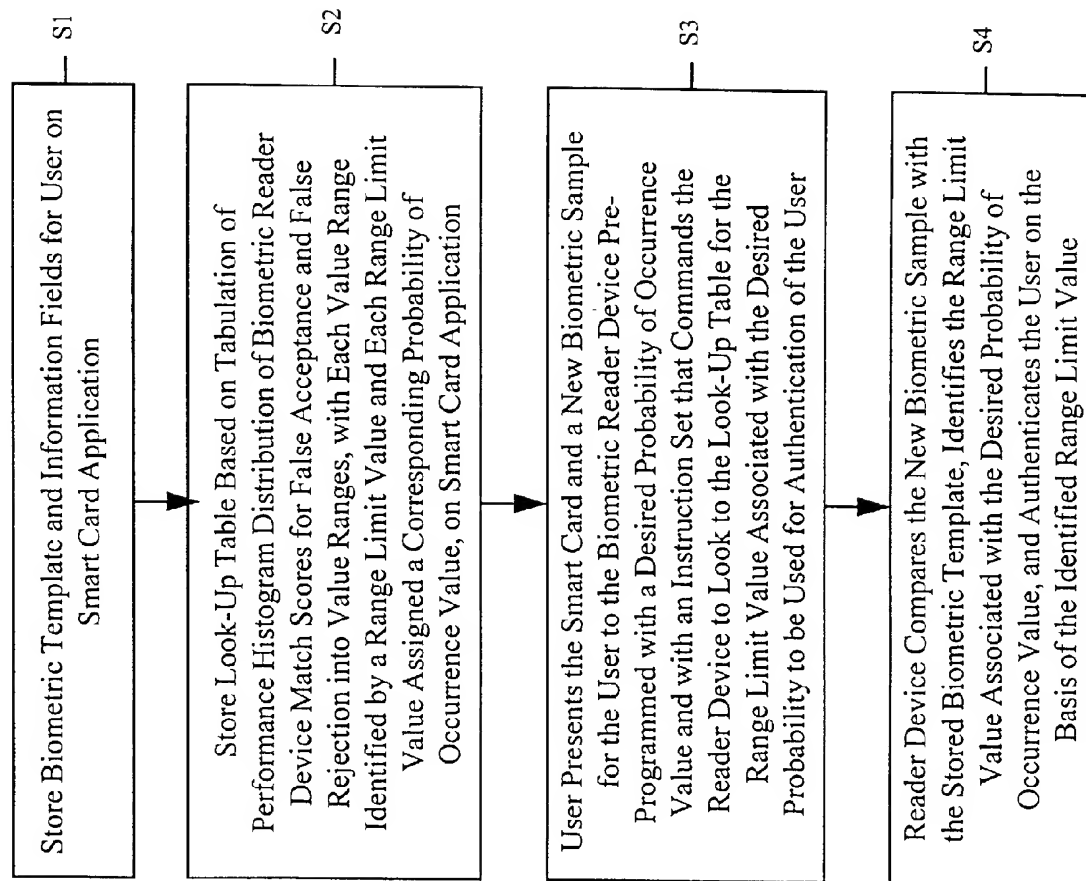 Store Biometric Template and Information Fields for User on
Smart Card Application
S1
Store Look-Up Table Based on Tabulation of
Performance Histogram Distribution of Biometric Reader
Device Match Scores for False Acceptance and False
Rejection into Value Ranges, with Each Value Range
Identified by a Range Limit Value and Each Range Limit
Value Assigned a Corresponding Probability of
Occurrence Value, on Smart Card Application
S2
User Presents the Smart Card and a New Biometric Sample
for the User to the Biometric Reader Device Pre-
Programmed with a Desired Probability of Occurrence
Value and with an Instruction Set that Commands the
Reader Device to Look to the Look-Up Table for the
Range Limit Value Associated with the Desired
Probability to be Used for Authentication of the User
S3
Reader Device Compares the New Biometric Sample with
the Stored Biometric Template, Identifies the Range Limit
Value Associated with the Desired Probability of
Occurrence Value, and Authenticates the User on the
Basis of the Identified Range Limit Value
S4